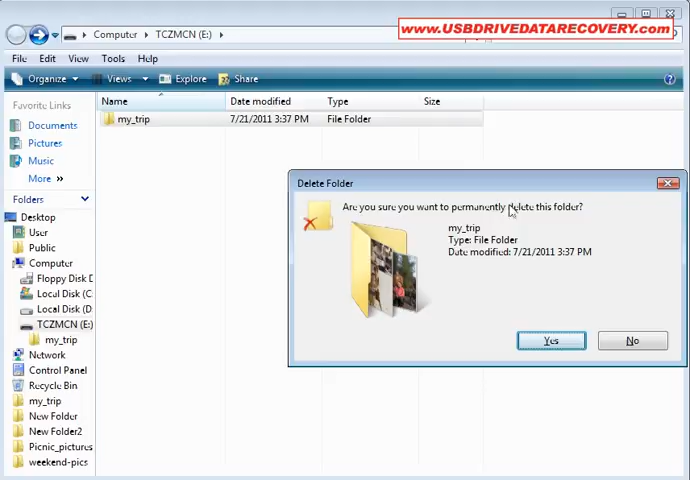 www.USBDRIVEDATARECOVERY.com
Computer TCZMCN (E:)
File Edit View Tools Help
Organize Views Explore Share
Favorite Links
Documents
Pictures
Music
More »
Folders
Desktop
User
Public
Computer
Floppy Disk D
Local Disk (C:
Local Disk (D:
TCZMCN (E:)
my_trip
Network
Control Panel
Recycle Bin
my_trip
New Folder
New Folder2
Picnic_pictures
weekend-pics
Name Date modified Type Size
my_trip 7/21/2011 3:37 PM File Folder
Delete Folder
Are you sure you want to permanently delete this folder?
my_trip
Type: File Folder
Date modified: 7/21/2011 3:37 PM
Yes No